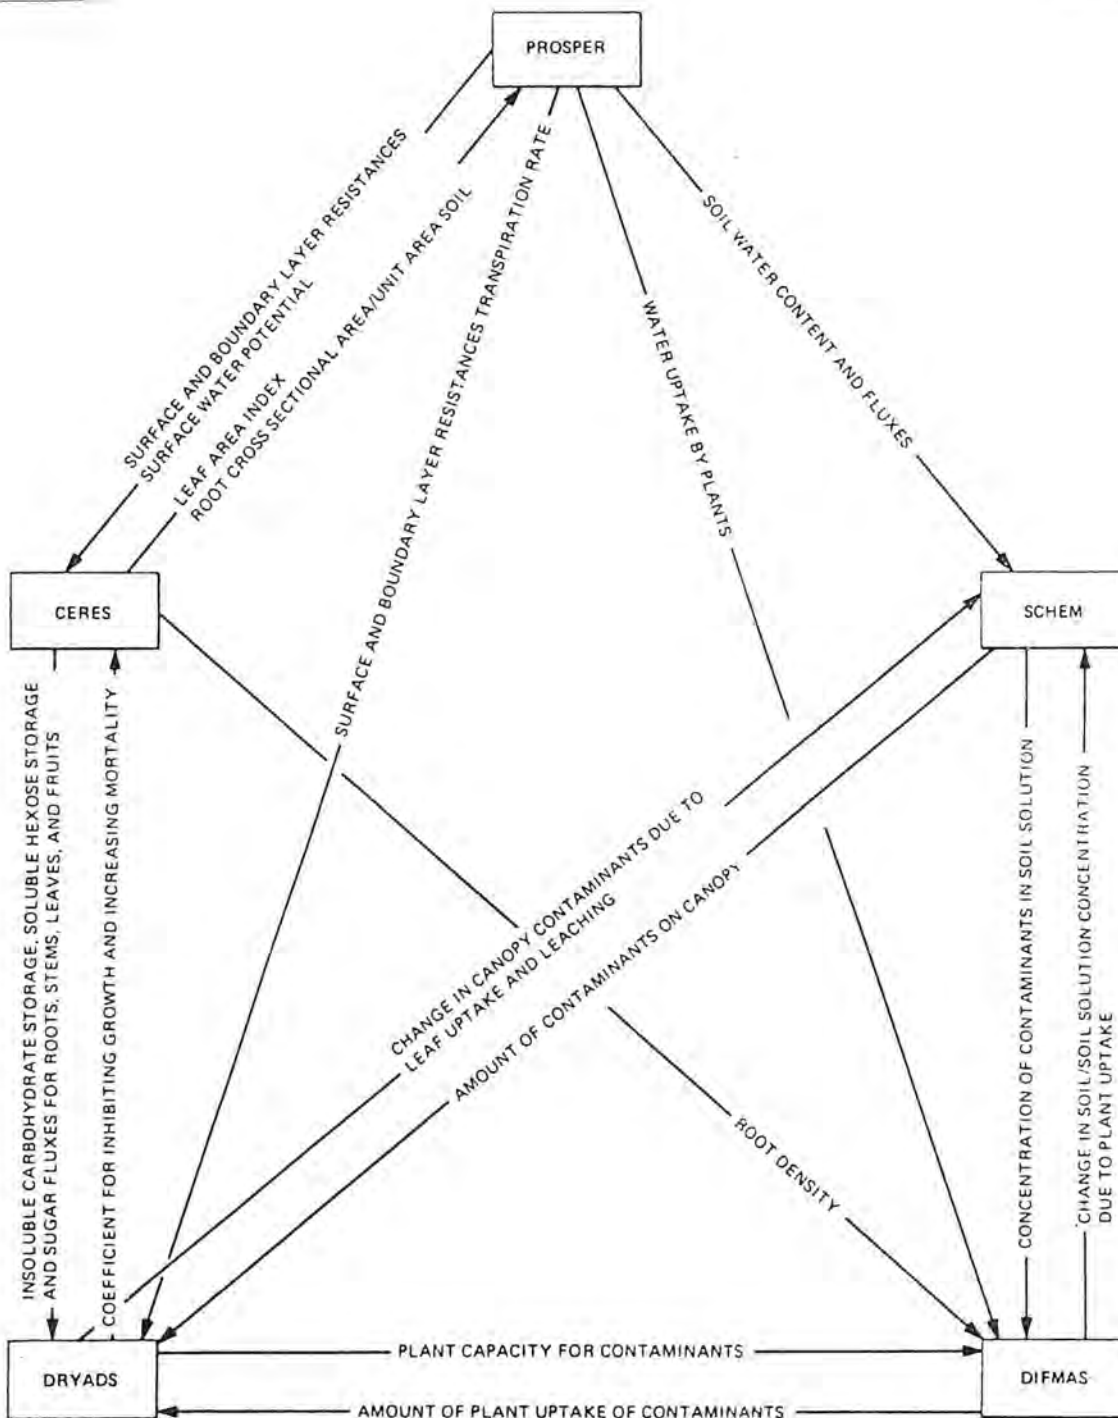 PROSPER
SURFACE AND BOUNDARY LAYER RESISTANCES
SURFACE WATER POTENTIAL
LEAF AREA INDEX
ROOT CROSS SECTIONAL AREA/UNIT AREA SOIL
SURFACE AND BOUNDARY LAYER RESISTANCES TRANSPIRATION RATE
WATER UPTAKE BY PLANTS
SOIL WATER CONTENT AND FLUXES
CERES
SCHEM
INSOLUBLE CARBOHYDRATE STORAGE, SOLUBLE HEXOSE STORAGE
AND SUGAR FLUXES FOR ROOTS, STEMS, LEAVES, AND FRUITS
COEFFICIENT FOR INHIBITING GROWTH AND INCREASING MORTALITY
CHANGE IN CANOPY CONTAMINANTS DUE TO
LEAF UPTAKE AND LEACHING
AMOUNT OF CONTAMINANTS ON CANOPY
ROOT DENSITY
CONCENTRATION OF CONTAMINANTS IN SOIL SOLUTION
CHANGE IN SOIL/SOIL SOLUTION CONCENTRATION
DUE TO PLANT UPTAKE
DRYADS
PLANT CAPACITY FOR CONTAMINANTS
DIFMAS
AMOUNT OF PLANT UPTAKE OF CONTAMINANTS